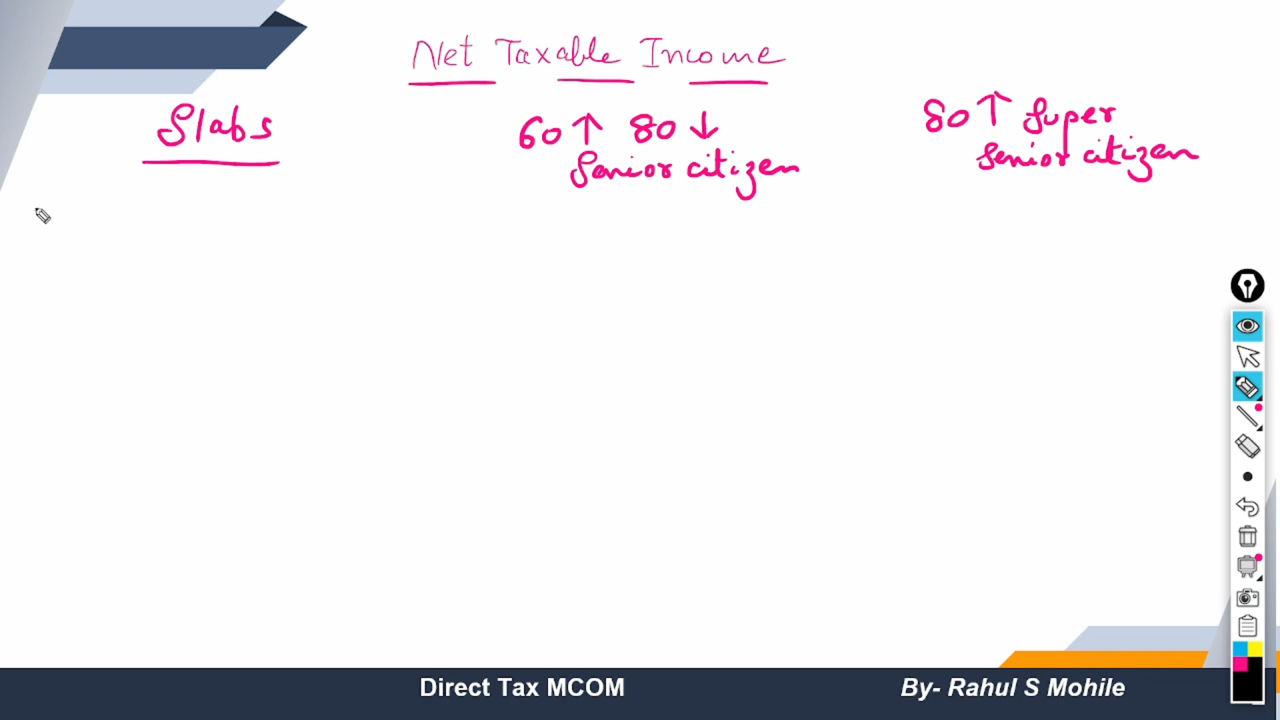 Net Taxable Income
Slabs
60 ↑ 80 ↓
Senior citizen
80 ↑ Super
Senior citizen
Direct Tax MCOM
By- Rahul S Mohile